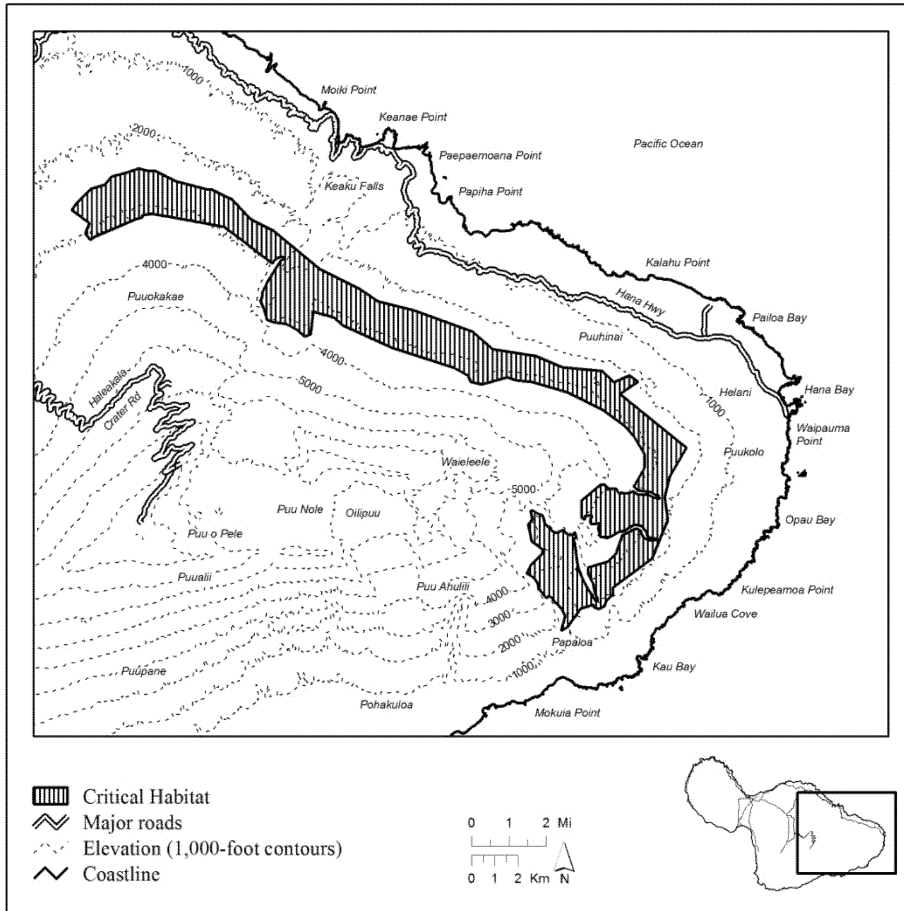 1000
Moiki Point
Keanae Point
2000
Paepaemoena Point
Pacific Ocean
Keaku Falls
Papiha Point
4000
Kalahu Point
Puuokakae
Hana Hwy
Pailoa Bay
Puuhinai
4000
Haleakala
Crater Rd
5000
Helani
Hana Bay
1000
Waipauma
Point
Puukolo
Waieleele
5000
Puu Nole
Oilipuu
Opau Bay
Puu o Pele
Puualii
Puu Ahulili
4000
Kulepeamoa Point
3000
Wailua Cove
2000
Papaloa
1000
Kau Bay
Puúpane
Pohakuloa
Mokuia Point
Critical Habitat
Major roads
Elevation (1,000-foot contours)
Coastline
0 1 2 Mi
0 1 2 Km
N